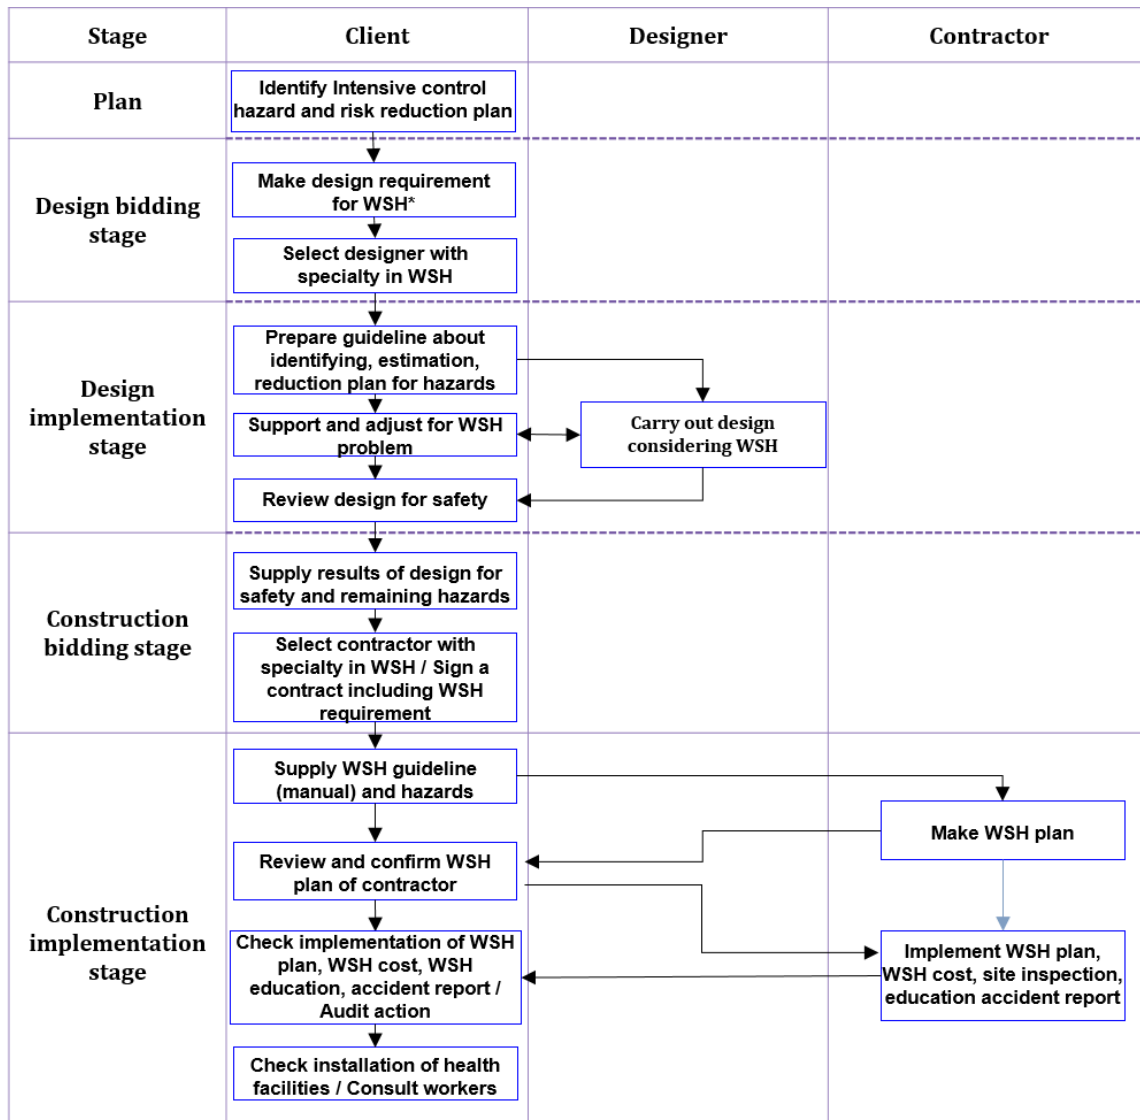 Stage
Client
Designer
Contractor
Plan
Identify Intensive control
hazard and risk reduction plan
Design bidding
stage
Make design requirement
for WSH*
Select designer with
specialty in WSH
Design
implementation
stage
Prepare guideline about
identifying, estimation,
reduction plan for hazards
Support and adjust for WSH
problem
Carry out design
considering WSH
Review design for safety
Construction
bidding stage
Supply results of design for
safety and remaining hazards
Select contractor with
specialty in WSH / Sign a
contract including WSH
requirement
Construction
implementation
stage
Supply WSH guideline
(manual) and hazards
Make WSH plan
Review and confirm WSH
plan of contractor
Check implementation of WSH
plan, WSH cost, WSH
education, accident report /
Audit action
Implement WSH plan,
WSH cost, site inspection,
education accident report
Check installation of health
facilities / Consult workers